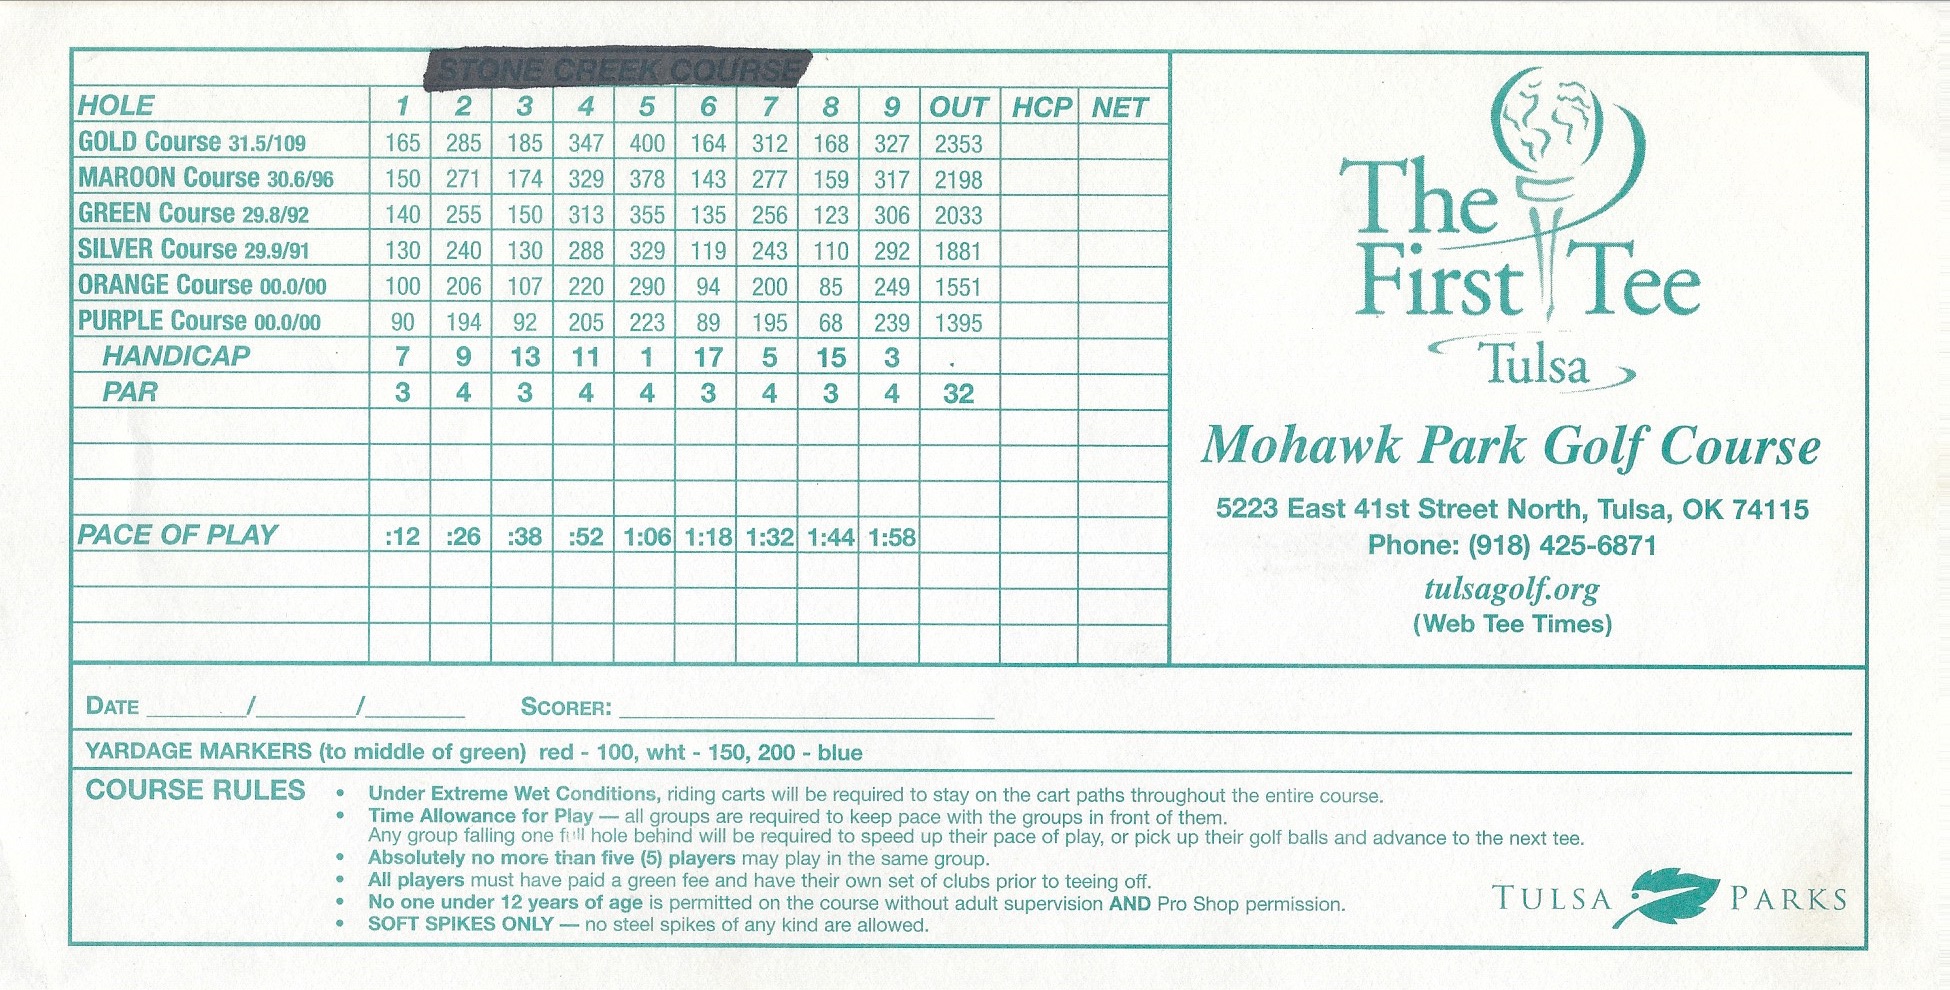 STONE CREEK COURSE
HOLE 1 2 3 4 5 6 7 8 9 OUT HCP NET
GOLD Course 31.5/109 165 285 185 347 400 164 312 168 327 2353
MAROON Course 30.6/96 150 271 174 329 378 143 277 159 317 2198
GREEN Course 29.8/92 140 255 150 313 355 135 256 123 306 2033
SILVER Course 29.9/91 130 240 130 288 329 119 243 110 292 1881
ORANGE Course 00.0/00 100 206 107 220 290 94 200 85 249 1551
PURPLE Course 00.0/00 90 194 92 205 223 89 195 68 239 1395
HANDICAP 7 9 13 11 1 17 5 15 3 .
PAR 3 4 3 4 4 3 4 3 4 32
PACE OF PLAY :12 :26 :38 :52 1:06 1:18 1:32 1:44 1:58
The
First Tee
Tulsa
Mohawk Park Golf Course
5223 East 41st Street North, Tulsa, OK 74115
Phone: (918) 425-6871
tulsagolf.org
(Web Tee Times)
DATE ______/______/______ SCORER: ______________
YARDAGE MARKERS (to middle of green) red - 100, wht - 150, 200 - blue
COURSE RULES
• Under Extreme Wet Conditions, riding carts will be required to stay on the cart paths throughout the entire course.
• Time Allowance for Play — all groups are required to keep pace with the groups in front of them.
Any group falling one full hole behind will be required to speed up their pace of play, or pick up their golf balls and advance to the next tee.
• Absolutely no more than five (5) players may play in the same group.
• All players must have paid a green fee and have their own set of clubs prior to teeing off.
• No one under 12 years of age is permitted on the course without adult supervision AND Pro Shop permission.
• SOFT SPIKES ONLY — no steel spikes of any kind are allowed.
TULSA PARKS